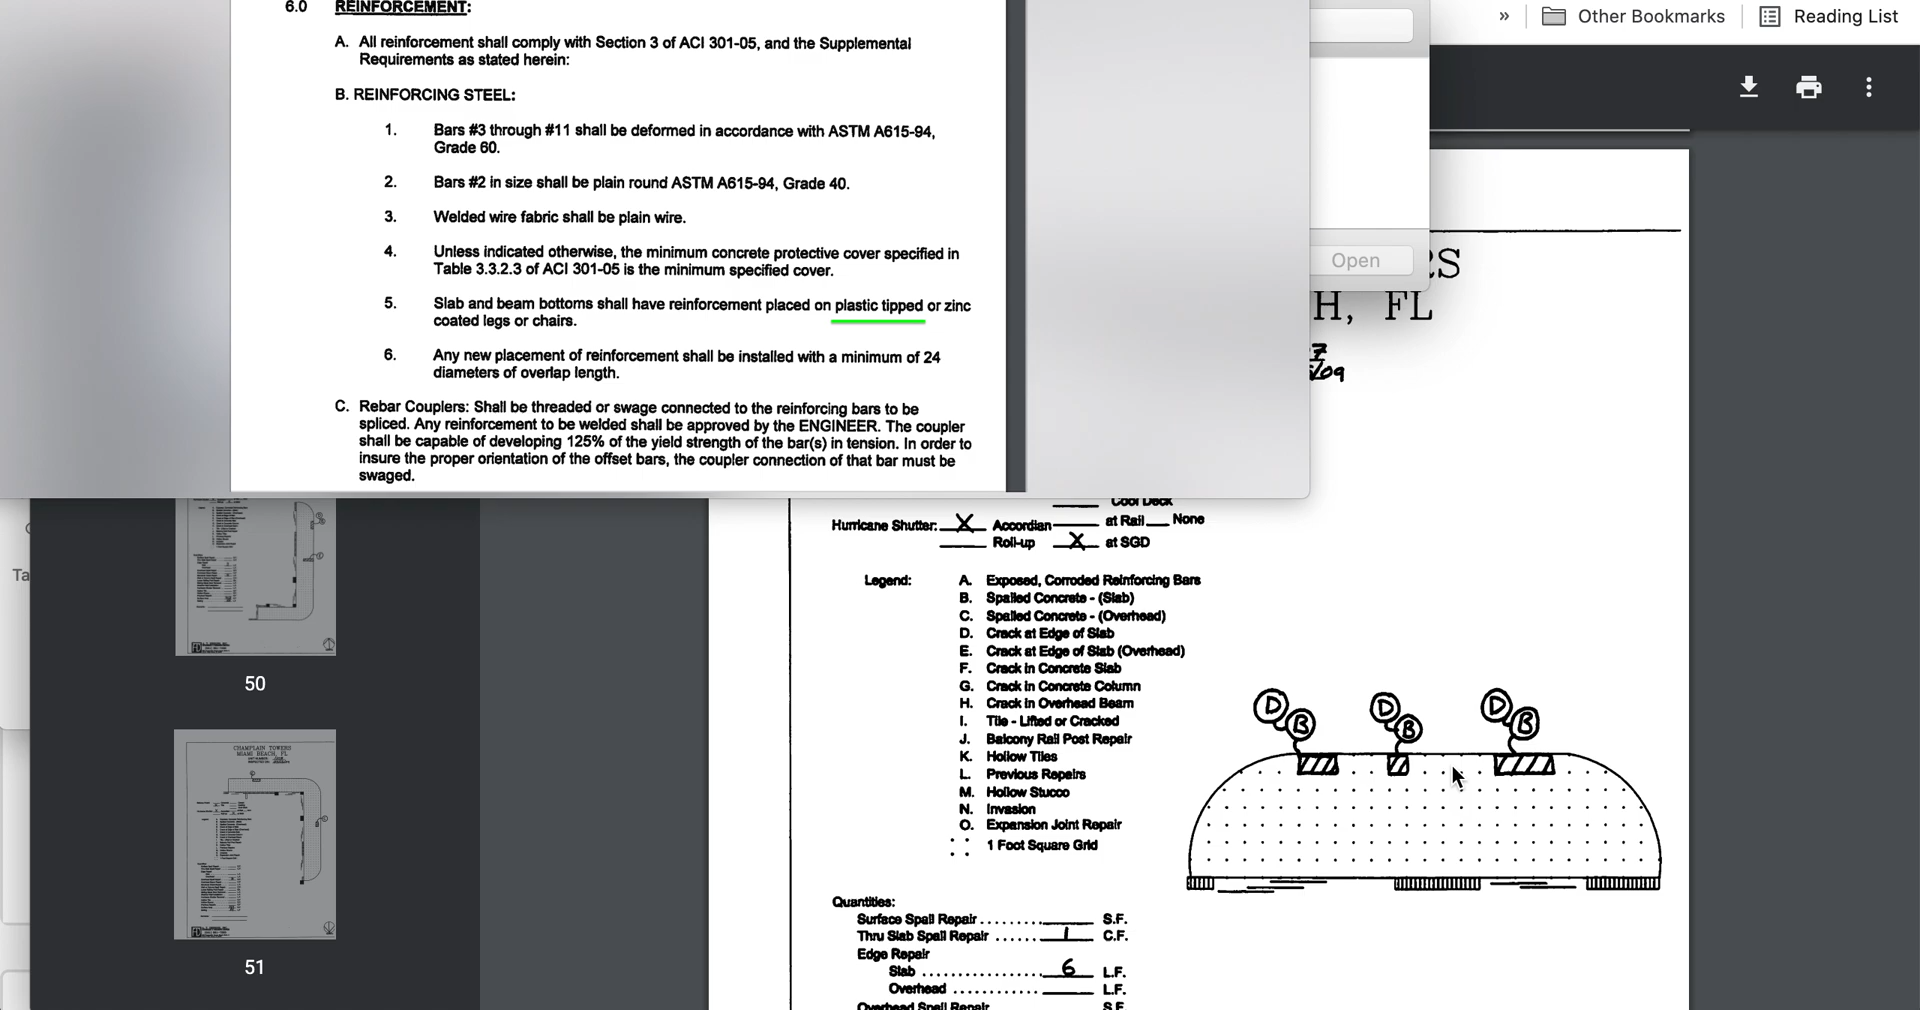 6.0 REINFORCEMENT:
A. All reinforcement shall comply with Section 3 of ACI 301-05, and the Supplemental
Requirements as stated herein:
B. REINFORCING STEEL:
1. Bars #3 through #11 shall be deformed in accordance with ASTM A615-94,
Grade 60.
2. Bars #2 in size shall be plain round ASTM A615-94, Grade 40.
3. Welded wire fabric shall be plain wire.
4. Unless indicated otherwise, the minimum concrete protective cover specified in
Table 3.3.2.3 of ACI 301-05 is the minimum specified cover.
5. Slab and beam bottoms shall have reinforcement placed on plastic tipped or zinc
coated legs or chairs.
6. Any new placement of reinforcement shall be installed with a minimum of 24
diameters of overlap length.
C. Rebar Couplers: Shall be threaded or swage connected to the reinforcing bars to be
spliced. Any reinforcement to be welded shall be approved by the ENGINEER. The coupler
shall be capable of developing 125% of the yield strength of the bar(s) in tension. In order to
insure the proper orientation of the offset bars, the coupler connection of that bar must be
swaged.
» Other Bookmarks Reading List
Open
RS
H, FL
7
/09
Ta
50
CHAMPLAIN TOWERS
MIAMI BEACH, FL
51
Cool Deck
Hurricane Shutter: X Accordian at Rail None
Roll-up X at SGD
Legend: A. Exposed, Corroded Reinforcing Bars
B. Spalled Concrete - (Slab)
C. Spalled Concrete - (Overhead)
D. Crack at Edge of Slab
E. Crack at Edge of Slab (Overhead)
F. Crack in Concrete Slab
G. Crack in Concrete Column
H. Crack in Overhead Beam
I. Tile - Lifted or Cracked
J. Balcony Rail Post Repair
K. Hollow Tiles
L. Previous Repairs
M. Hollow Stucco
N. Invasion
O. Expansion Joint Repair
1 Foot Square Grid
D B D B D B
Quantities:
Surface Spall Repair ........ S.F.
Thru Slab Spall Repair ...... 1 C.F.
Edge Repair
Slab ................ 6 L.F.
Overhead ............ L.F.
Overhead Spall Repair S.F.